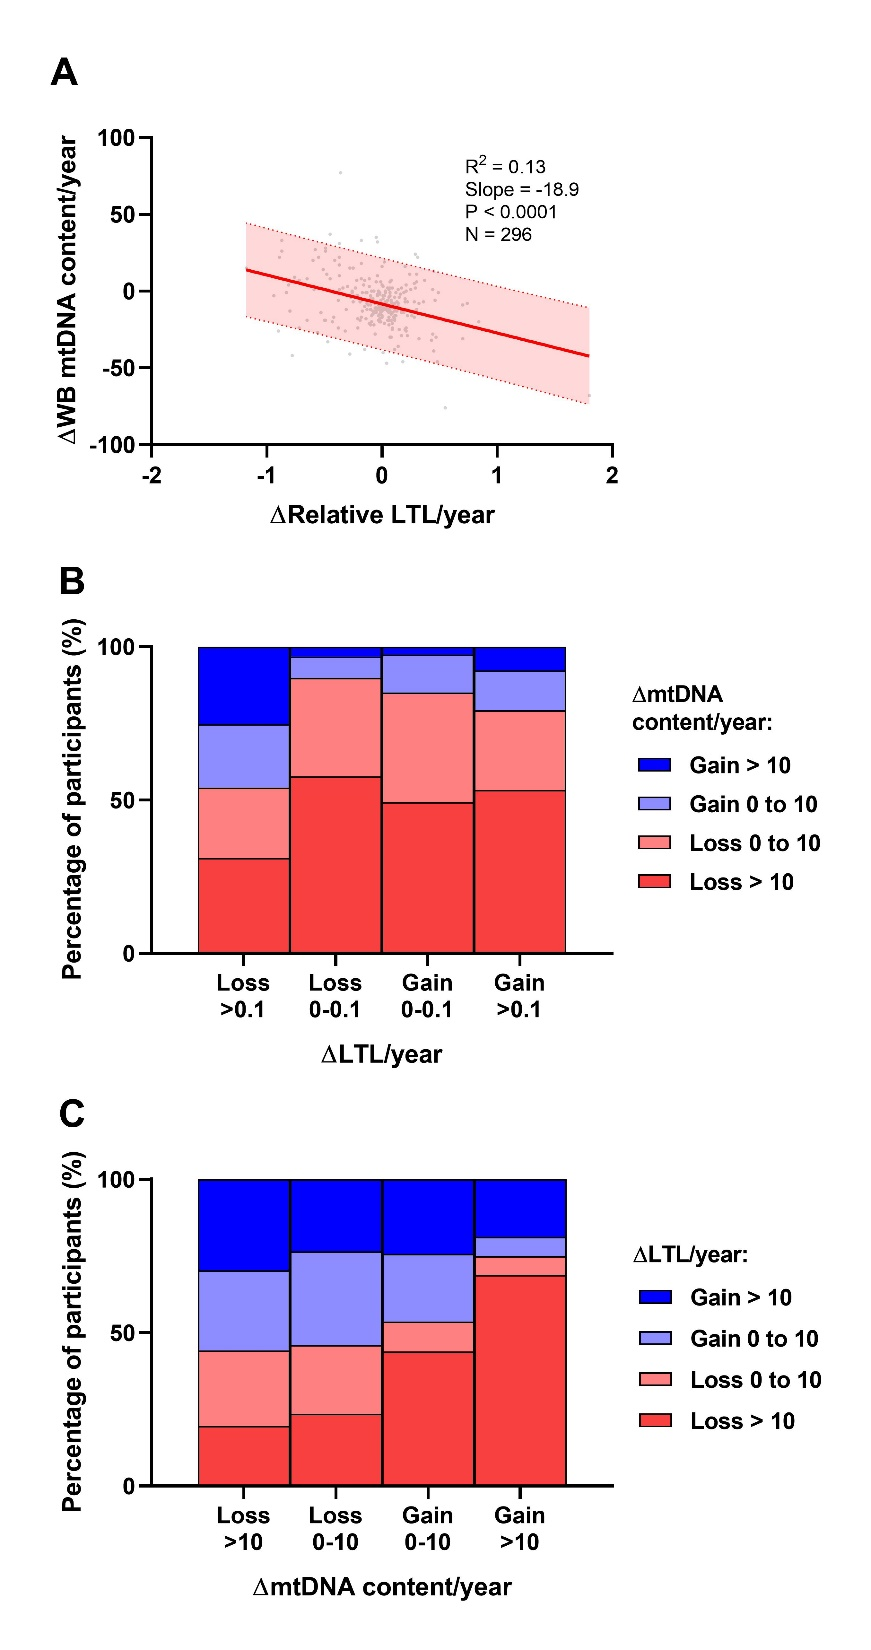 A
ΔWB mtDNA content/year
100
50
0
-50
-100
R2 = 0.13
Slope = -18.9
P < 0.0001
N = 296
-2 -1 0 1 2
ΔRelative LTL/year
B
Percentage of participants (%)
100
50
0
Loss Loss Gain Gain
>0.1 0-0.1 0-0.1 >0.1
ΔLTL/year
ΔmtDNA
content/year:
Gain > 10
Gain 0 to 10
Loss 0 to 10
Loss > 10
C
Percentage of participants (%)
100
50
0
Loss Loss Gain Gain
>10 0-10 0-10 >10
ΔmtDNA content/year
ΔLTL/year:
Gain > 10
Gain 0 to 10
Loss 0 to 10
Loss > 10